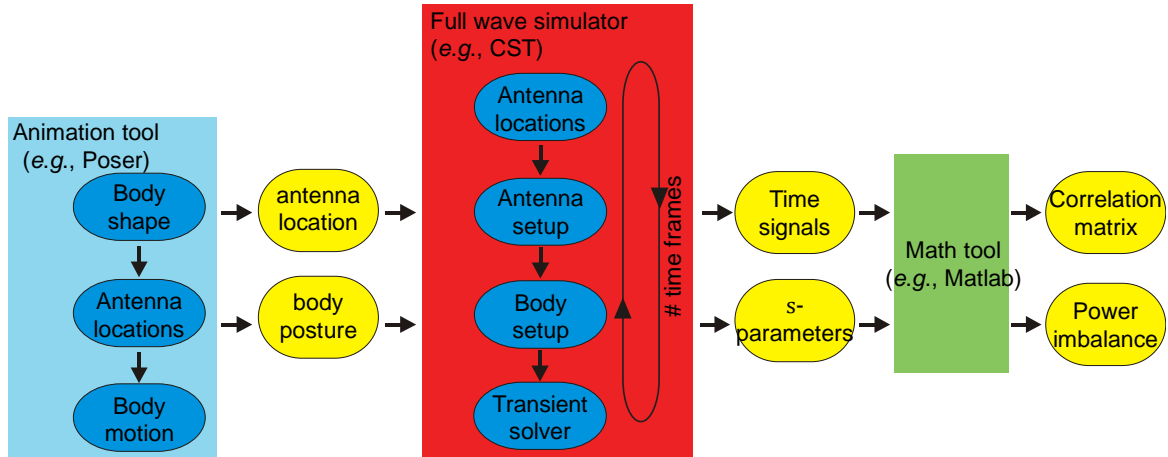 Animation tool
(e.g., Poser)
Body
shape
Antenna
locations
Body
motion
antenna
location
body
posture
Full wave simulator
(e.g., CST)
Antenna
locations
Antenna
setup
Body
setup
Transient
solver
# time frames
Time
signals
s-
parameters
Math tool
(e.g., Matlab)
Correlation
matrix
Power
imbalance